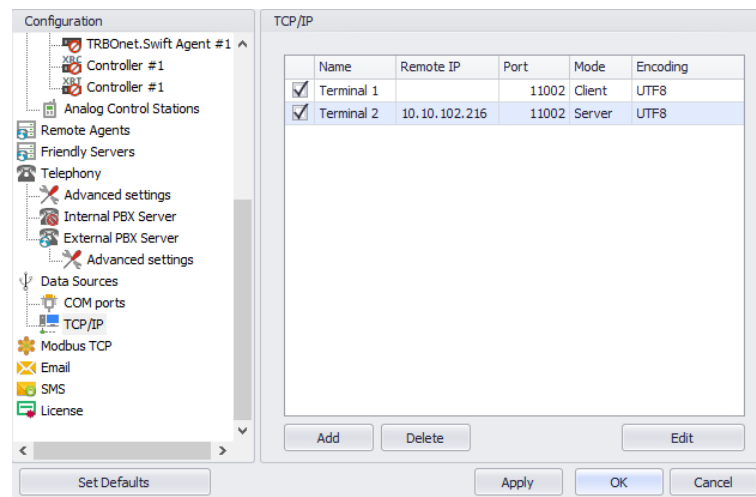 Configuration
TRBOnet.Swift Agent #1
XRC
Controller #1
XRT
Controller #1
Analog Control Stations
Remote Agents
Friendly Servers
Telephony
Advanced settings
Internal PBX Server
External PBX Server
Advanced settings
Data Sources
COM ports
TCP/IP
Modbus TCP
Email
SMS
License
Set Defaults
TCP/IP
Name Remote IP Port Mode Encoding
Terminal 1 11002 Client UTF8
Terminal 2 10.10.102.216 11002 Server UTF8
Add Delete Edit
Apply OK Cancel